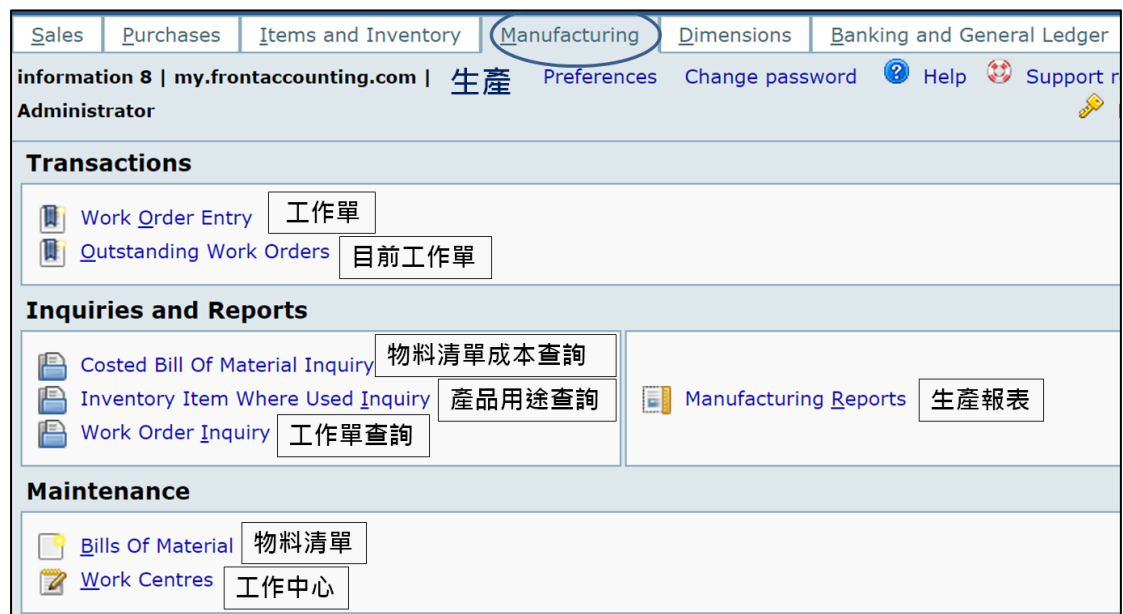 Sales Purchases Items and Inventory Manufacturing Dimensions Banking and General Ledger
information 8 | my.frontaccounting.com | 生產 Preferences Change password Help Support r
Administrator
Transactions
Work Order Entry 工作單
Outstanding Work Orders 目前工作單
Inquiries and Reports
Costed Bill Of Material Inquiry 物料清單成本查詢
Inventory Item Where Used Inquiry 產品用途查詢 Manufacturing Reports 生產報表
Work Order Inquiry 工作單查詢
Maintenance
Bills Of Material 物料清單
Work Centres 工作中心